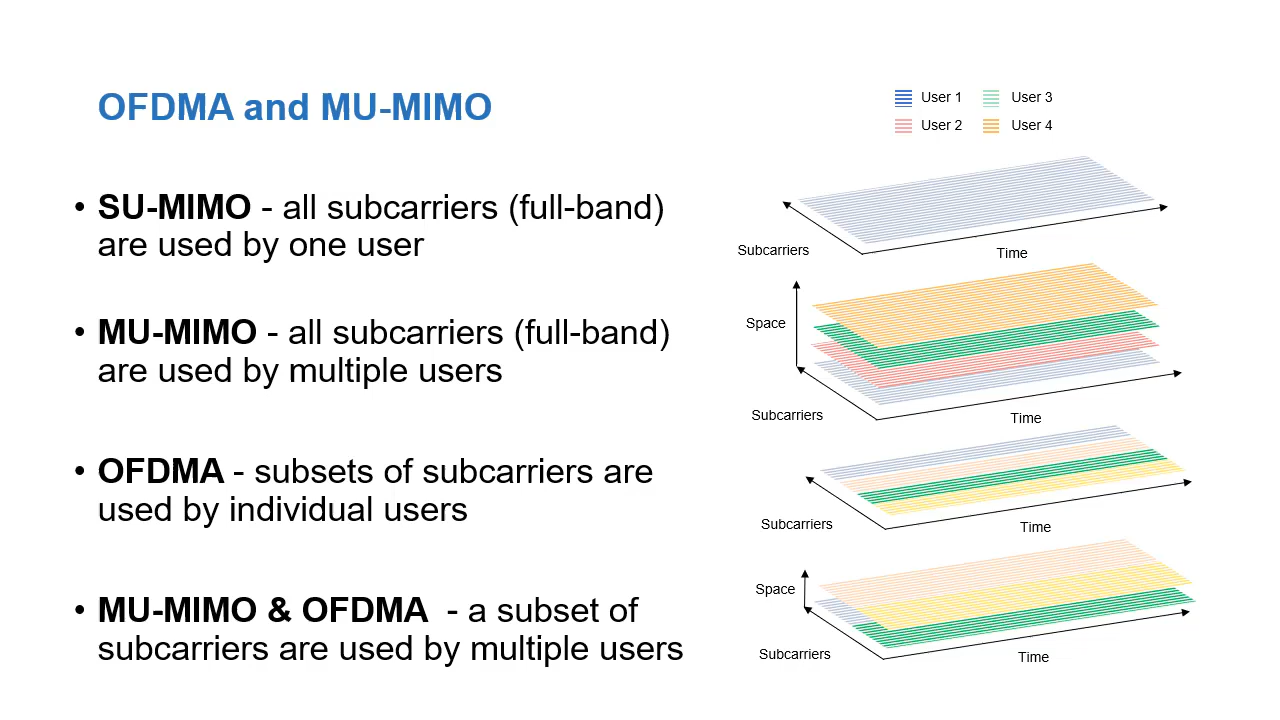 OFDMA and MU-MIMO
• SU-MIMO - all subcarriers (full-band)
are used by one user
• MU-MIMO - all subcarriers (full-band)
are used by multiple users
• OFDMA - subsets of subcarriers are
used by individual users
• MU-MIMO & OFDMA - a subset of
subcarriers are used by multiple users
User 1 User 3
User 2 User 4
Subcarriers Time
Space
Subcarriers Time
Subcarriers Time
Space
Subcarriers Time